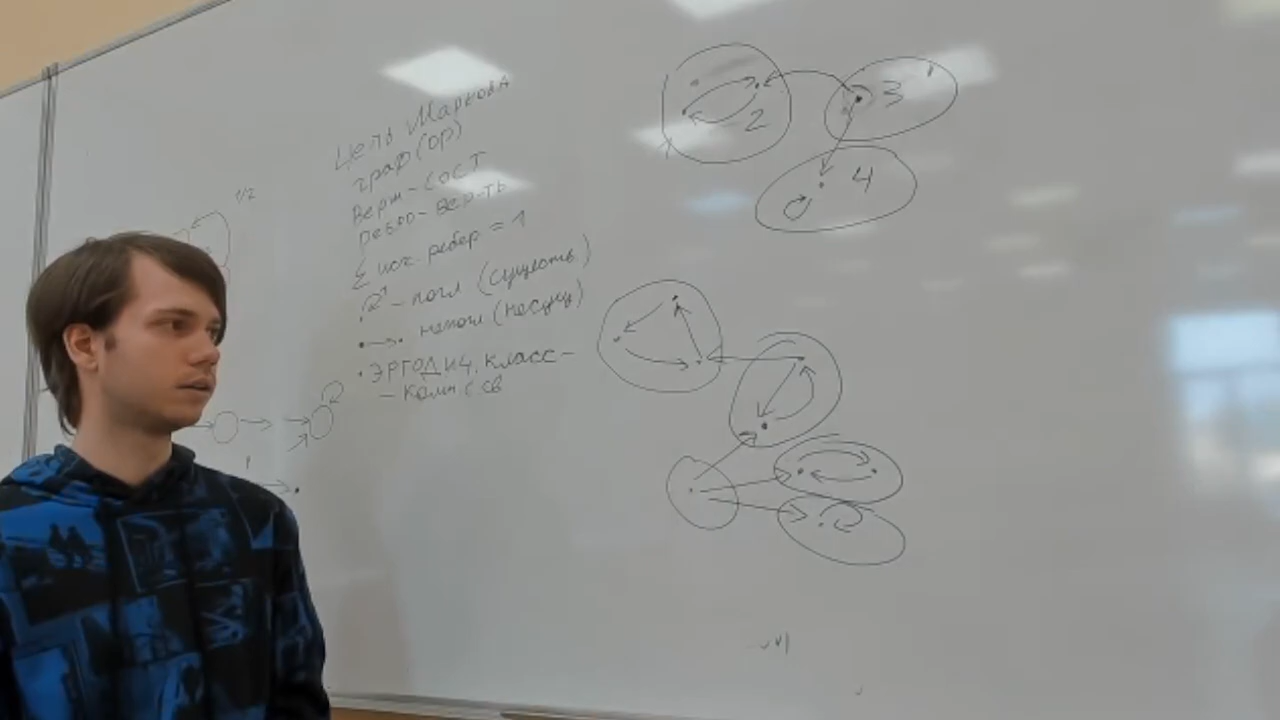 1/2
Цепь Маркова
граф (ор)
Верш - сост
Ребро - вер-ть
Σ исх. ребер = 1
- погл (существ.)
непогл (несущ)
• ЭРГОДИЧ. класс -
- комп. с. св
1
2
3
4